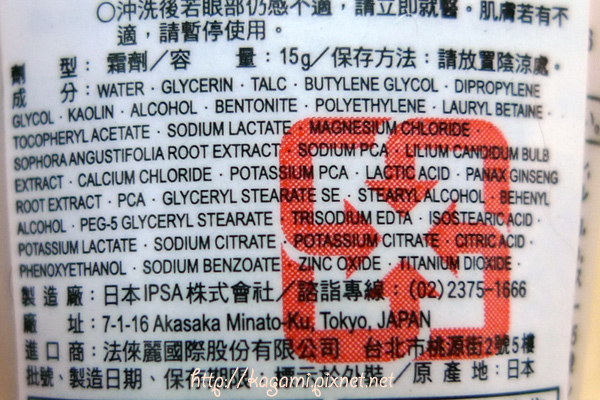 ○沖洗後若眼部仍感不適，請立即就醫。肌膚若有不
適，請暫停使用。
劑　型：霜劑／容　量：15g／保存方法：請放置陰涼處。
成　分：WATER · GLYCERIN · TALC · BUTYLENE GLYCOL · DIPROPYLENE
GLYCOL · KAOLIN · ALCOHOL · BENTONITE · POLYETHYLENE · LAURYL BETAINE ·
TOCOPHERYL ACETATE · SODIUM LACTATE · MAGNESIUM CHLORIDE ·
SOPHORA ANGUSTIFOLIA ROOT EXTRACT · SODIUM PCA · LILIUM CANDIDUM BULB
EXTRACT · CALCIUM CHLORIDE · POTASSIUM PCA · LACTIC ACID · PANAX GINSENG
ROOT EXTRACT · PCA · GLYCERYL STEARATE SE · STEARYL ALCOHOL · BEHENYL
ALCOHOL · PEG-5 GLYCERYL STEARATE · TRISODIUM EDTA · ISOSTEARIC ACID ·
POTASSIUM LACTATE · SODIUM CITRATE · POTASSIUM CITRATE · CITRIC ACID ·
PHENOXYETHANOL · SODIUM BENZOATE · ZINC OXIDE · TITANIUM DIOXIDE ·
製 造 廠：日本IPSA株式會社／諮詢專線：(02)2375-1666
廠　址：7-1-16 Akasaka Minato-Ku, Tokyo, JAPAN
進 口 商：法倈麗國際股份有限公司　台北市桃源街2號5樓
批號、製造日期、保存期限：標示於外裝／原 產 地：日本
http://kagami.pixnet.net